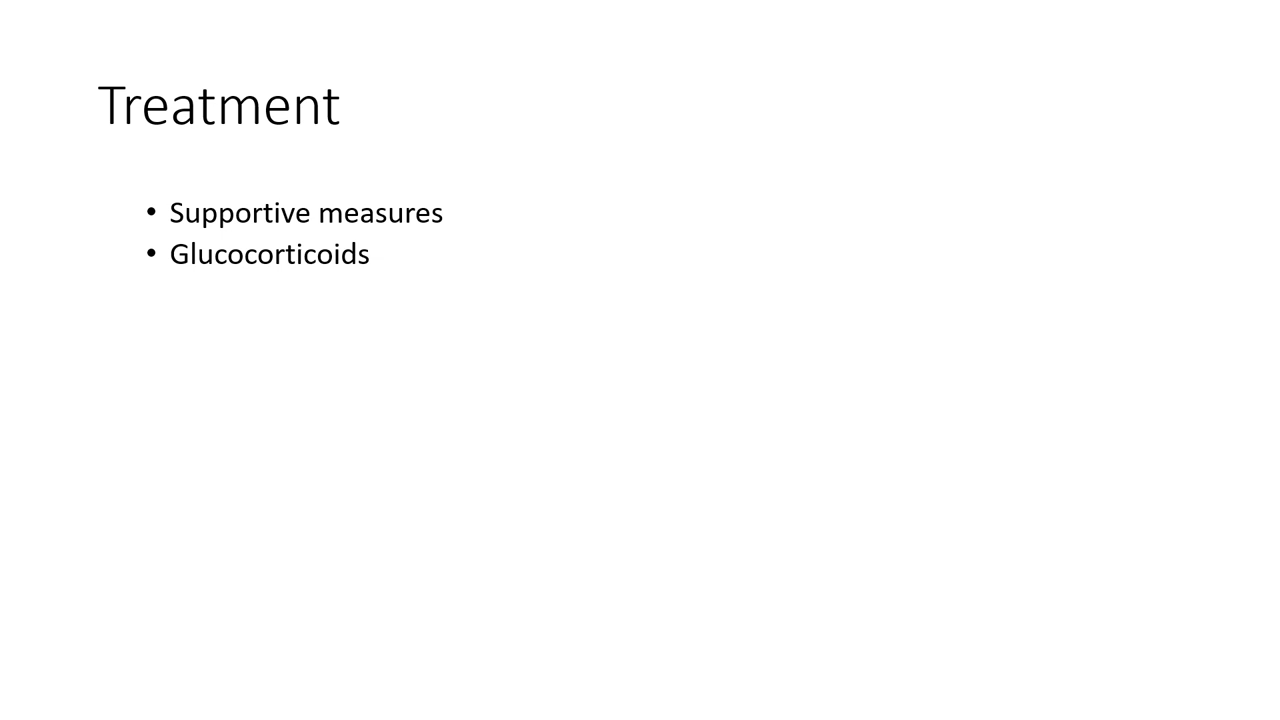 Treatment
• Supportive measures
• Glucocorticoids